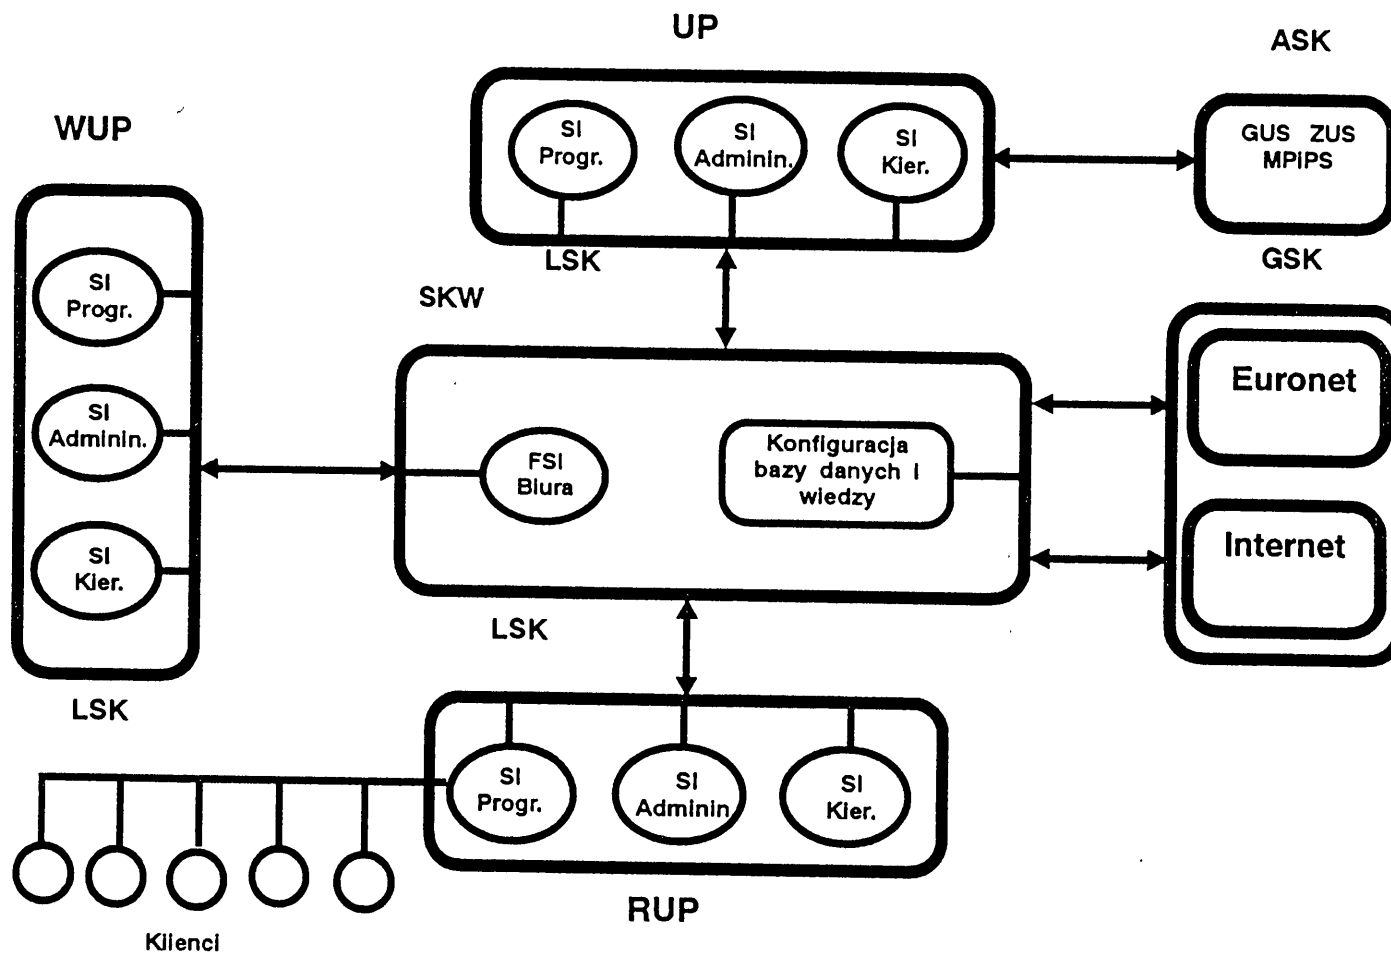 UP
ASK
WUP
SI
Progr.
SI
Adminin.
SI
Kier.
GUS ZUS
MPIPS
LSK
GSK
SKW
SI
Progr.
SI
Adminin.
SI
Kier.
LSK
FSI
Biura
Konfiguracja
bazy danych i
wiedzy
Euronet
Internet
LSK
SI
Progr.
SI
Adminin
SI
Kier.
RUP
Klienci